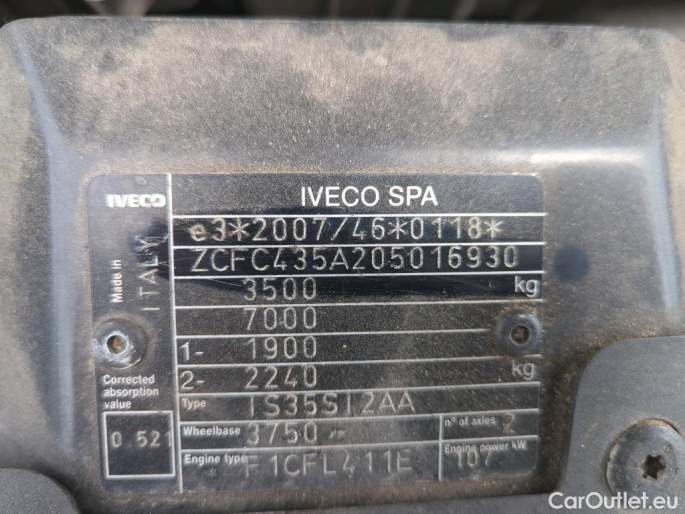 IVECO
IVECO SPA
e3*2007/46*0118*
ZCFC435A205016930
3500 kg
7000
1- 1900
2- 2240 kg
Made in ITALY
Corrected absorption value
0.521
Type IS35SI2AA
Wheelbase 3750 n° of axles 2
Engine type F1CFL411E Engine power kW 107
CarOutlet.eu